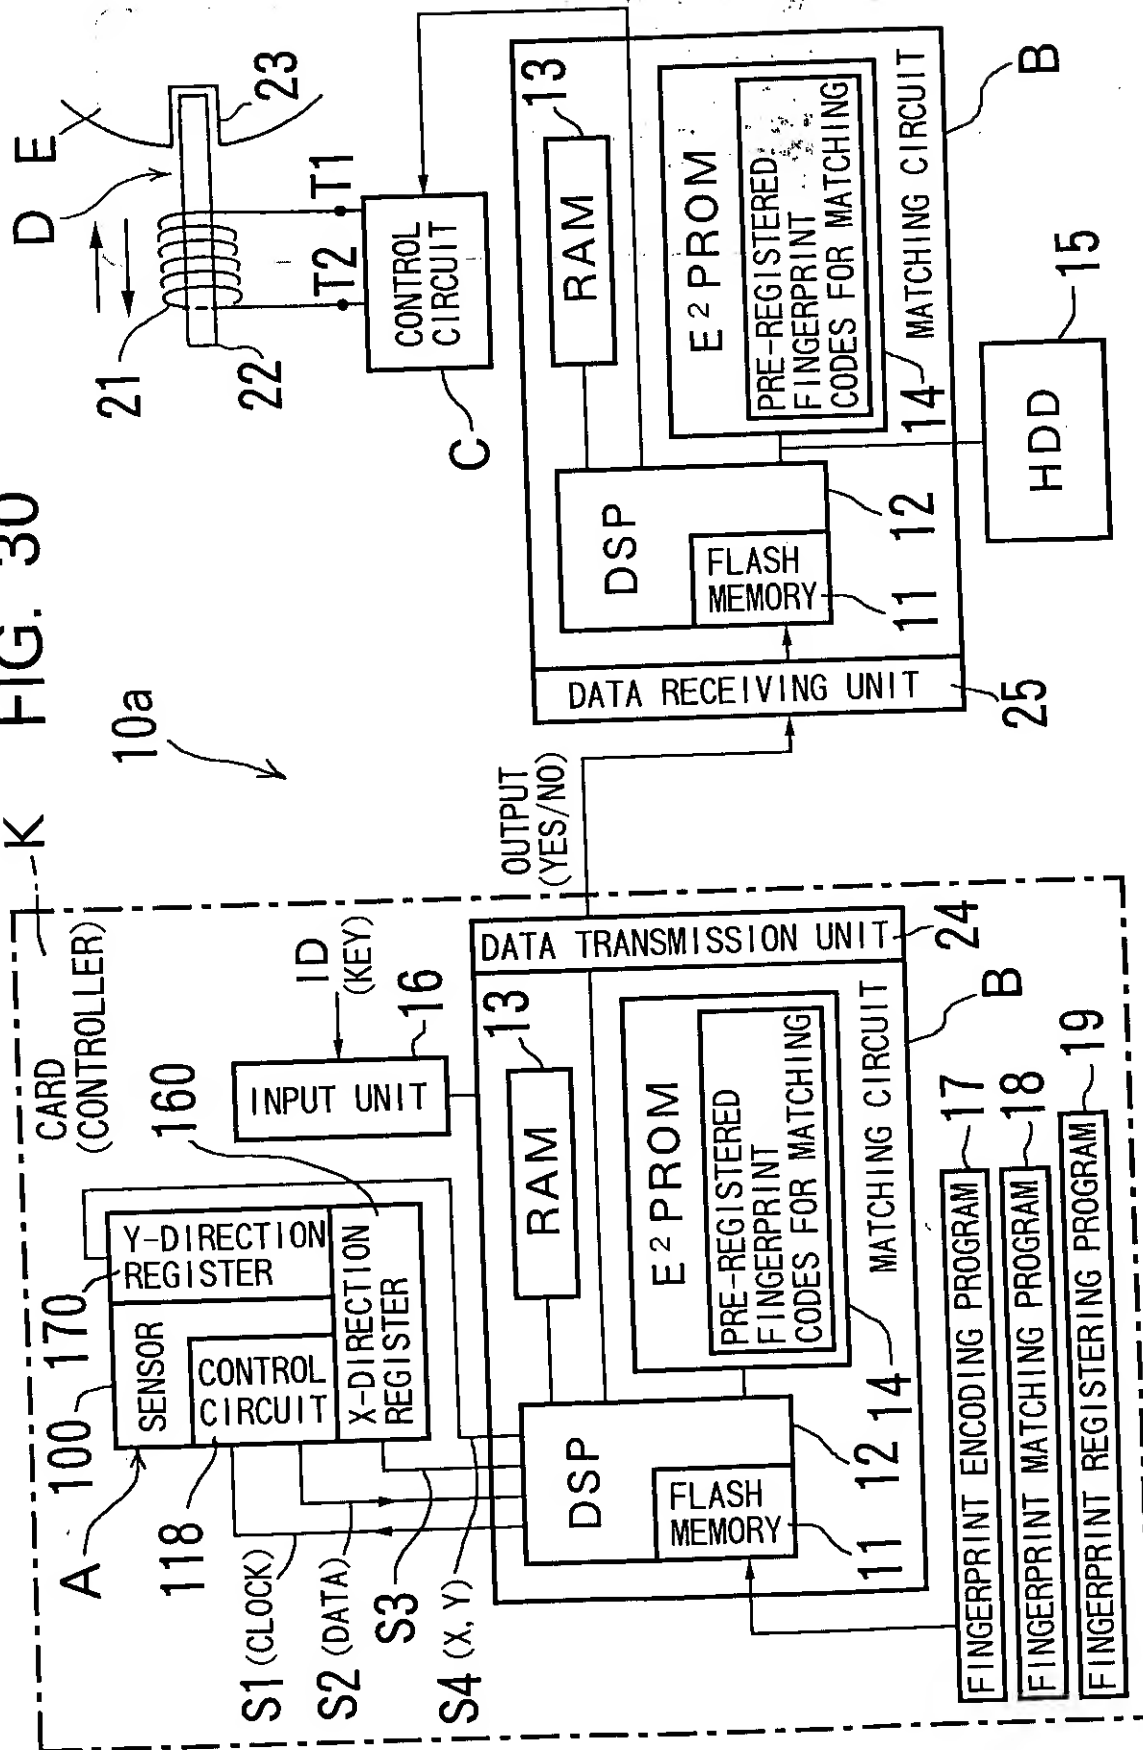 FIG. 30
10a
K
CARD
(CONTROLLER)
A
100
170
118
SENSOR
Y-DIRECTION
REGISTER
CONTROL
CIRCUIT
X-DIRECTION
REGISTER
160
ID
(KEY)
INPUT UNIT
16
S1 (CLOCK)
S2 (DATA)
S3
S4 (X, Y)
DSP
FLASH
MEMORY
11
12
RAM
13
E² PROM
PRE-REGISTERED
FINGERPRINT
CODES FOR MATCHING
14
MATCHING CIRCUIT
B
DATA TRANSMISSION UNIT
24
FINGERPRINT ENCODING PROGRAM
17
FINGERPRINT MATCHING PROGRAM
18
FINGERPRINT REGISTERING PROGRAM
19
OUTPUT
(YES/NO)
DATA RECEIVING UNIT
25
DSP
FLASH
MEMORY
11
12
RAM
13
E² PROM
PRE-REGISTERED
FINGERPRINT
CODES FOR MATCHING
14
MATCHING CIRCUIT
B
HDD
15
CONTROL
CIRCUIT
C
T2
T1
21
22
D
E
23